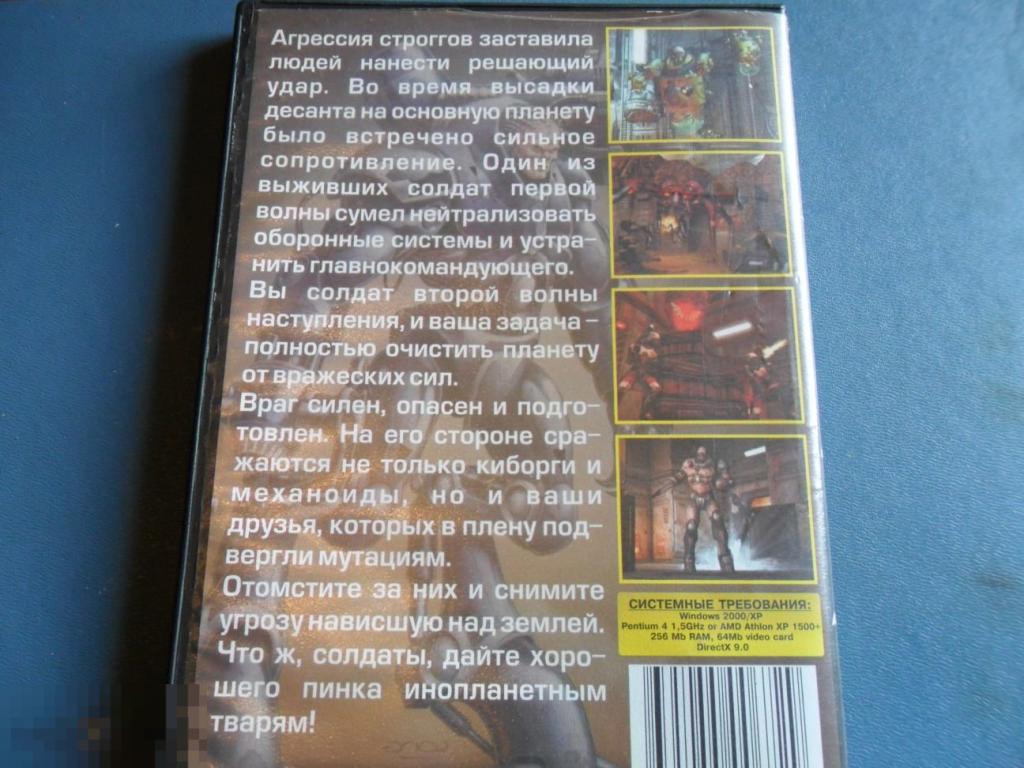 Агрессия строггов заставила
людей нанести решающий
удар. Во время высадки
десанта на основную планету
было встречено сильное
сопротивление. Один из
выживших солдат первой
волны сумел нейтрализовать
оборонные системы и устра-
нить главнокомандующего.
Вы солдат второй волны
наступления, и ваша задача -
полностью очистить планету
от вражеских сил.
Враг силен, опасен и подго-
товлен. На его стороне сра-
жаются не только киборги и
механоиды, но и ваши
друзья, которых в плену под-
вергли мутациям.
Отомстите за них и снимите
угрозу нависшую над землей.
Что ж, солдаты, дайте хоро-
шего пинка инопланетным
тварям!
СИСТЕМНЫЕ ТРЕБОВАНИЯ:
Windows 2000/XP
Pentium 4 1,5GHz or AMD Athlon XP 1500+
256 Mb RAM, 64Mb video card
DirectX 9.0